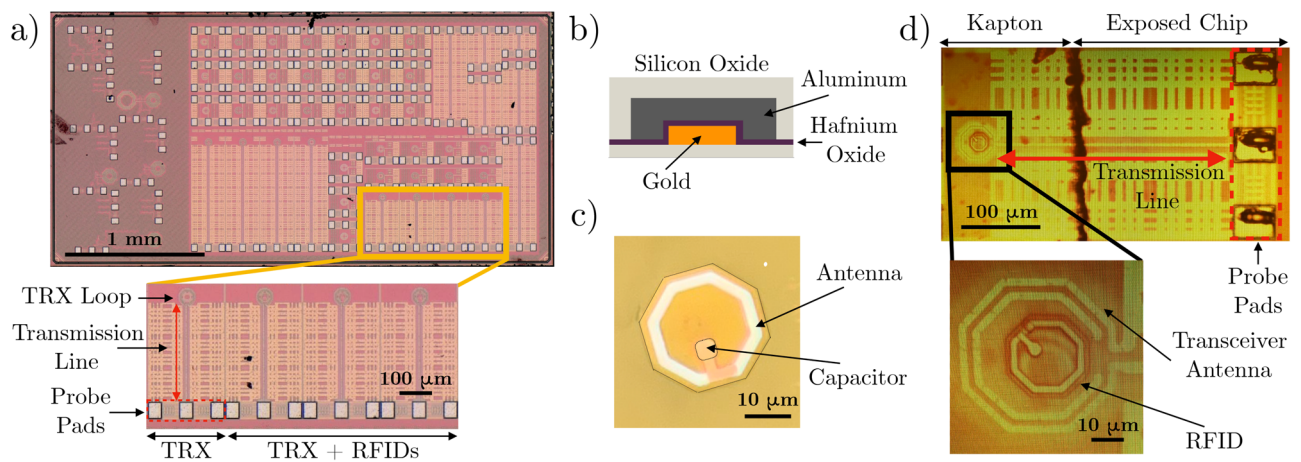 a)
1 mm
TRX Loop
Transmission
Line
Probe
Pads
100 μm
TRX
TRX + RFIDs
b)
Silicon Oxide
Aluminum
Hafnium
Oxide
Gold
c)
Antenna
Capacitor
10 μm
d)
Kapton
Exposed Chip
Transmission
Line
100 μm
Probe
Pads
Transceiver
Antenna
RFID
10 μm